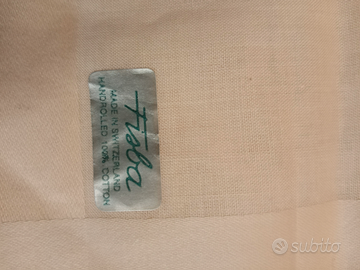 Fisba
MADE IN SWITZERLAND
HANDROLLED 100% COTTON
subito